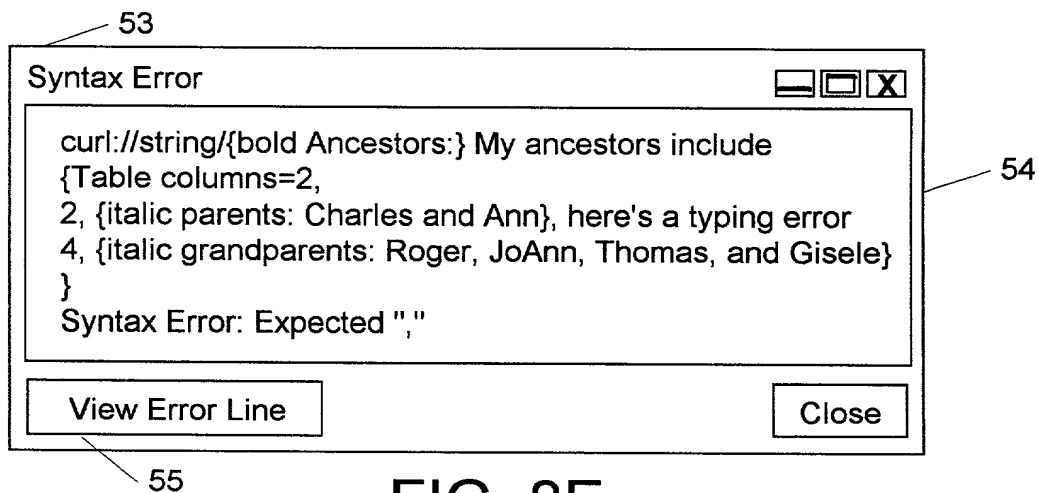 53
Syntax Error
X
curl://string/{bold Ancestors:} My ancestors include
{Table columns=2,
54
2, {italic parents: Charles and Ann}, here's a typing error
4, {italic grandparents: Roger, JoAnn, Thomas, and Gisele}
}
Syntax Error: Expected ","
View Error Line
Close
55